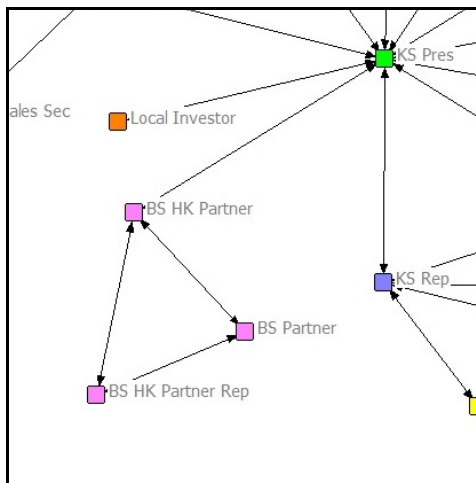 KS Pres
ales Sec
Local Investor
BS HK Partner
KS Rep
BS Partner
BS HK Partner Rep